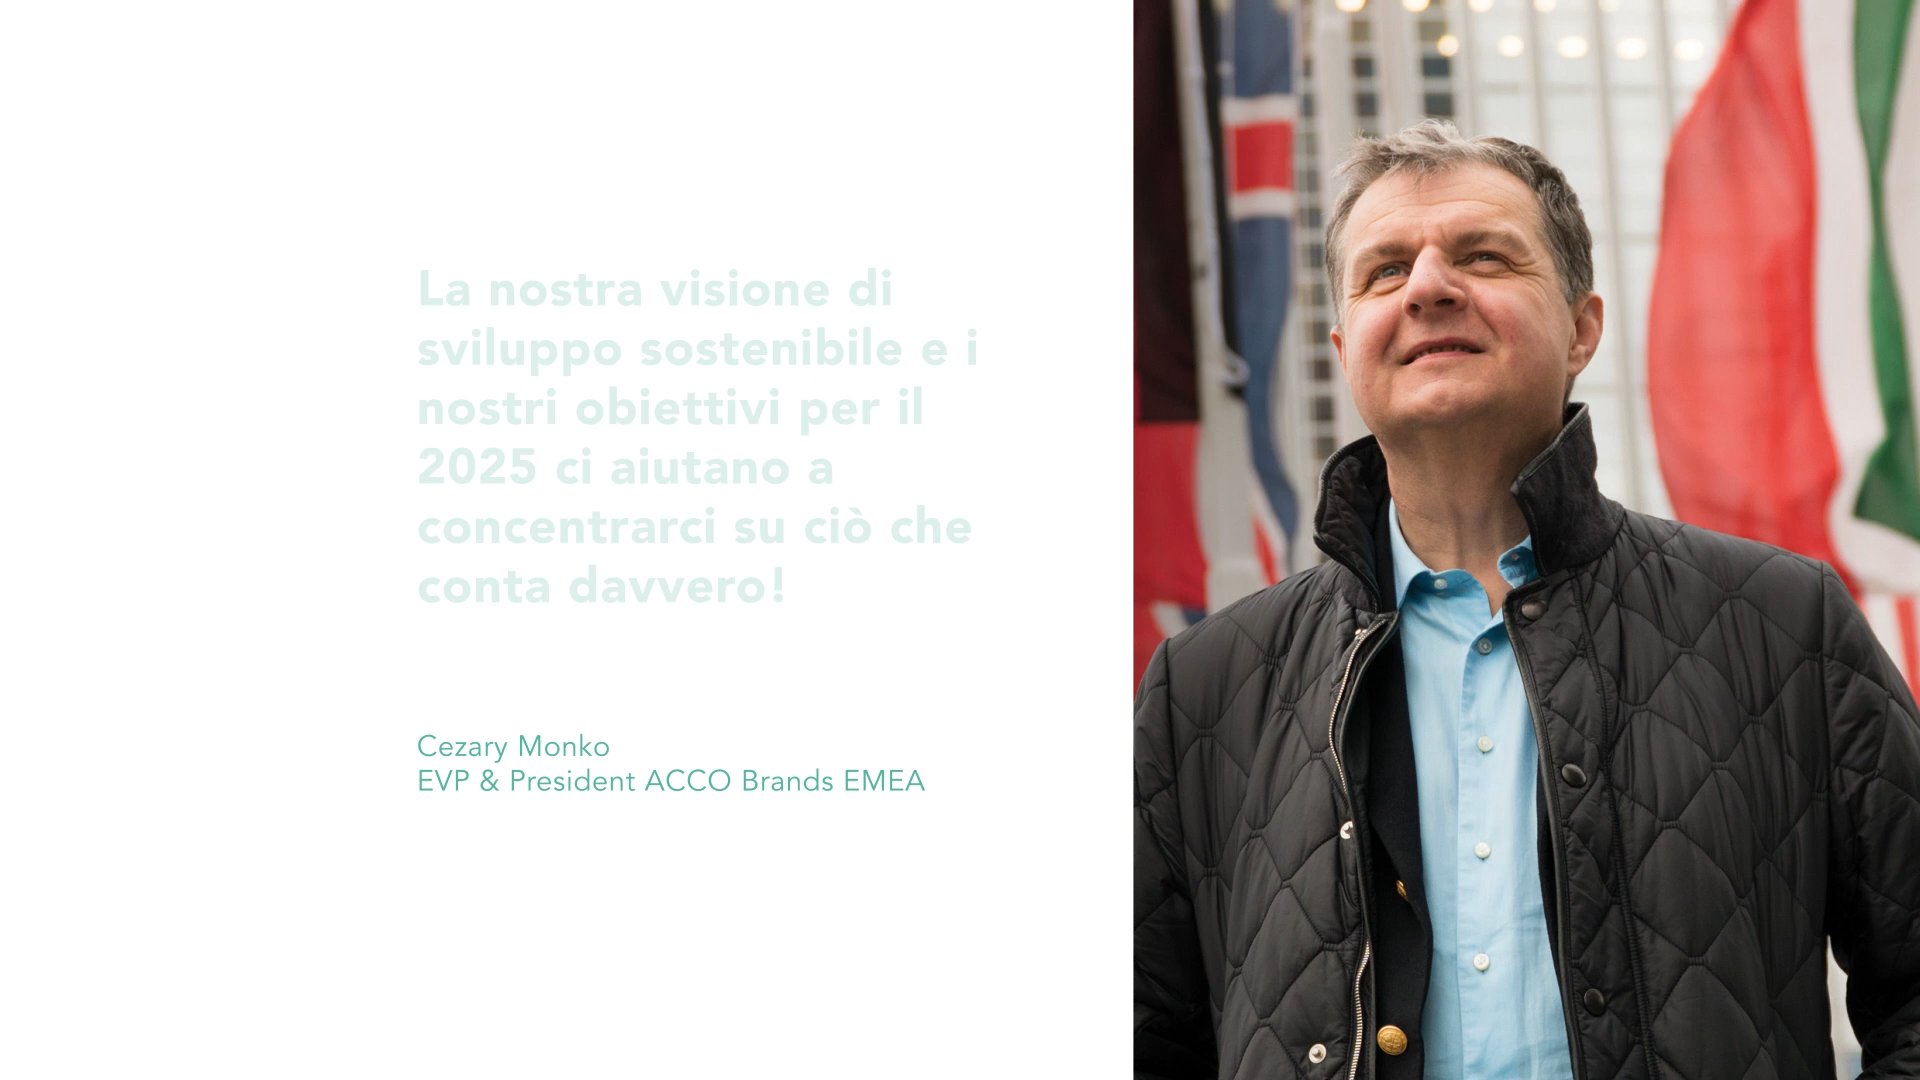 La nostra visione di
sviluppo sostenibile e i
nostri obiettivi per il
2025 ci aiutano a
concentrarci su ciò che
conta davvero!
Cezary Monko
EVP & President ACCO Brands EMEA